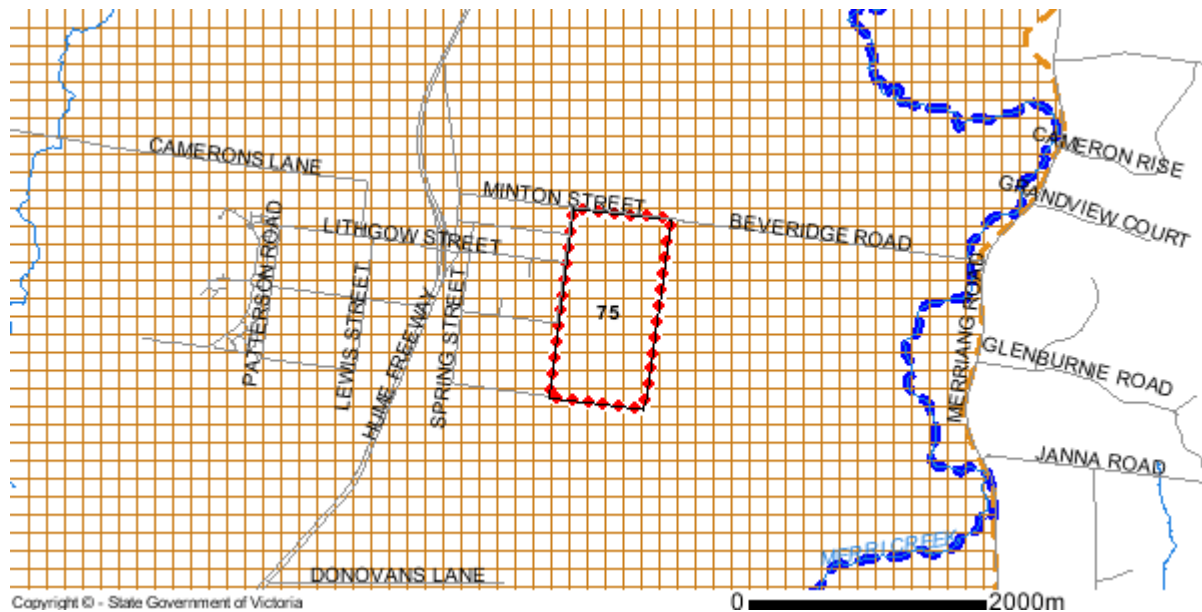 CAMERON RISE
CAMERONS LANE
GRANDVIEW COURT
MINTON STREET
BEVERIDGE ROAD
LITHGOW STREET
PATTERSON ROAD
LEWIS STREET
HUME FREEWAY
SPRING STREET
75
MERRIANG ROAD
GLENBURNIE ROAD
JANNA ROAD
MERRI CREEK
DONOVANS LANE
Copyright © - State Government of Victoria
0 2000m